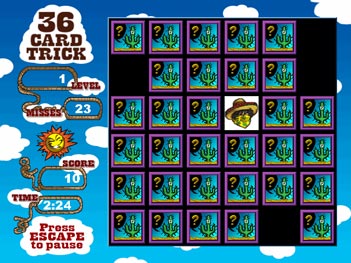 36
CARD
TRICK
1
LEVEL
MISSES 23
SCORE
10
TIME
2:24
Press
ESCAPE
to pause
? ? ? ? ?
? ? ? ?
? ? ? ?
? ? ? ? ? ?
? ? ? ? ? ?
? ? ? ? ?